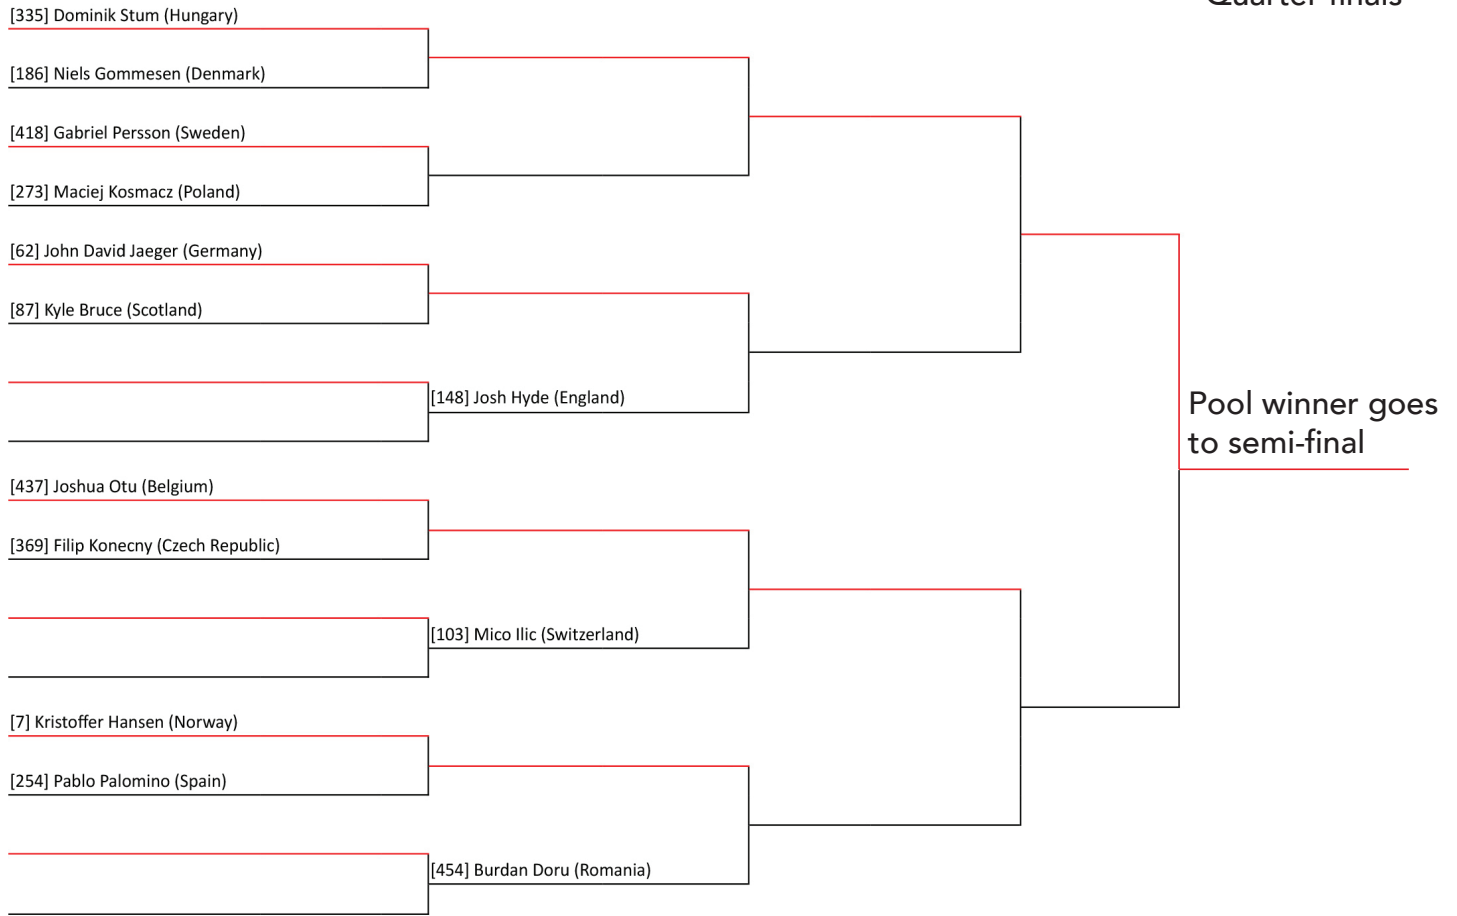 Quarter-finals
[335] Dominik Stum (Hungary)
[186] Niels Gommesen (Denmark)
[418] Gabriel Persson (Sweden)
[273] Maciej Kosmacz (Poland)
[62] John David Jaeger (Germany)
[87] Kyle Bruce (Scotland)
[148] Josh Hyde (England)
Pool winner goes
to semi-final
[437] Joshua Otu (Belgium)
[369] Filip Konecny (Czech Republic)
[103] Mico Ilic (Switzerland)
[7] Kristoffer Hansen (Norway)
[254] Pablo Palomino (Spain)
[454] Burdan Doru (Romania)